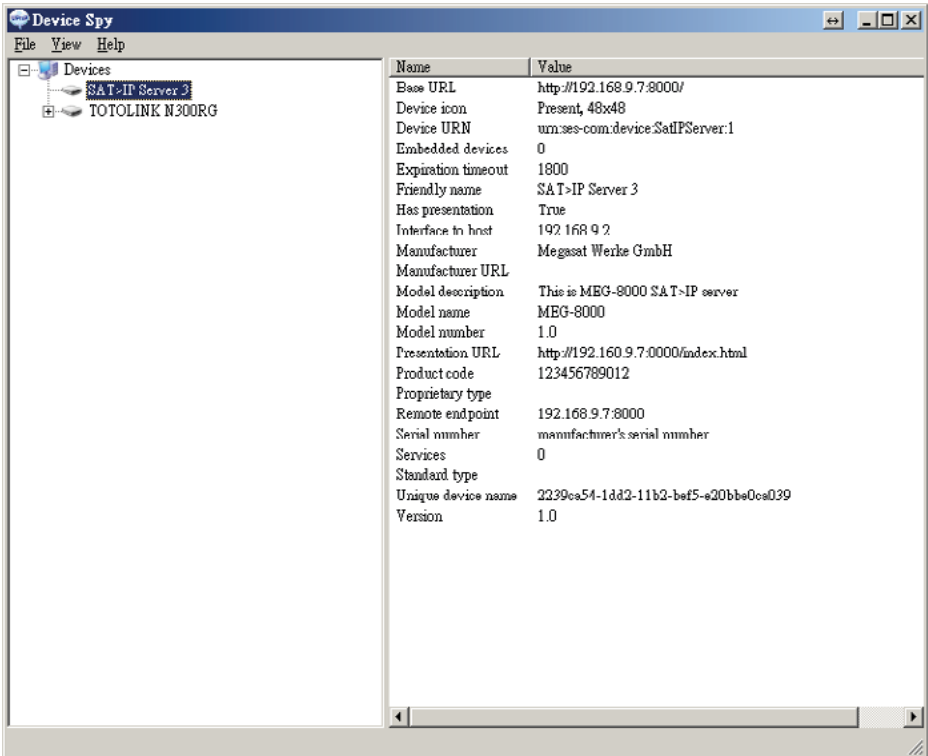 Device Spy
File View Help
Devices
SAT>IP Server 3
TOTOLINK N300RG
Name Value
Base URL http://192.168.9.7:8000/
Device icon Present, 48x48
Device URN urn:ses-com:device:SatIPServer:1
Embedded devices 0
Expiration timeout 1800
Friendly name SAT>IP Server 3
Has presentation True
Interface to host 192.168.9.2
Manufacturer Megasat Werke GmbH
Manufacturer URL
Model description This is MEG-8000 SAT>IP server
Model name MEG-8000
Model number 1.0
Presentation URL http://192.160.9.7:0000/index.html
Product code 123456789012
Proprietary type
Remote endpoint 192.168.9.7:8000
Serial number manufacturer's serial number
Services 0
Standard type
Unique device name 2239ca54-1dd2-11b2-bef5-e20bbe0ca039
Version 1.0